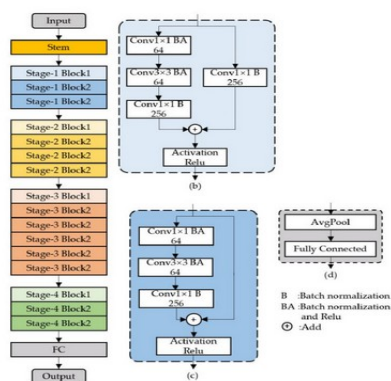 Input
Stem
Stage-1 Block1
Stage-1 Block2
Stage-1 Block2
Stage-2 Block1
Stage-2 Block2
Stage-2 Block2
Stage-2 Block2
Stage-3 Block1
Stage-3 Block2
Stage-3 Block2
Stage-3 Block2
Stage-3 Block2
Stage-3 Block2
Stage-4 Block1
Stage-4 Block2
Stage-4 Block2
FC
Output
Conv1×1 BA
64
Conv3×3 BA
64
Conv1×1 B
256
Conv1×1 B
256
Activation
Relu
(b)
Conv1×1 BA
64
Conv3×3 BA
64
Conv1×1 B
256
Activation
Relu
(c)
AvgPool
Fully Connected
(d)
B :Batch normalization
BA :Batch normalization
and Relu
⊕ :Add